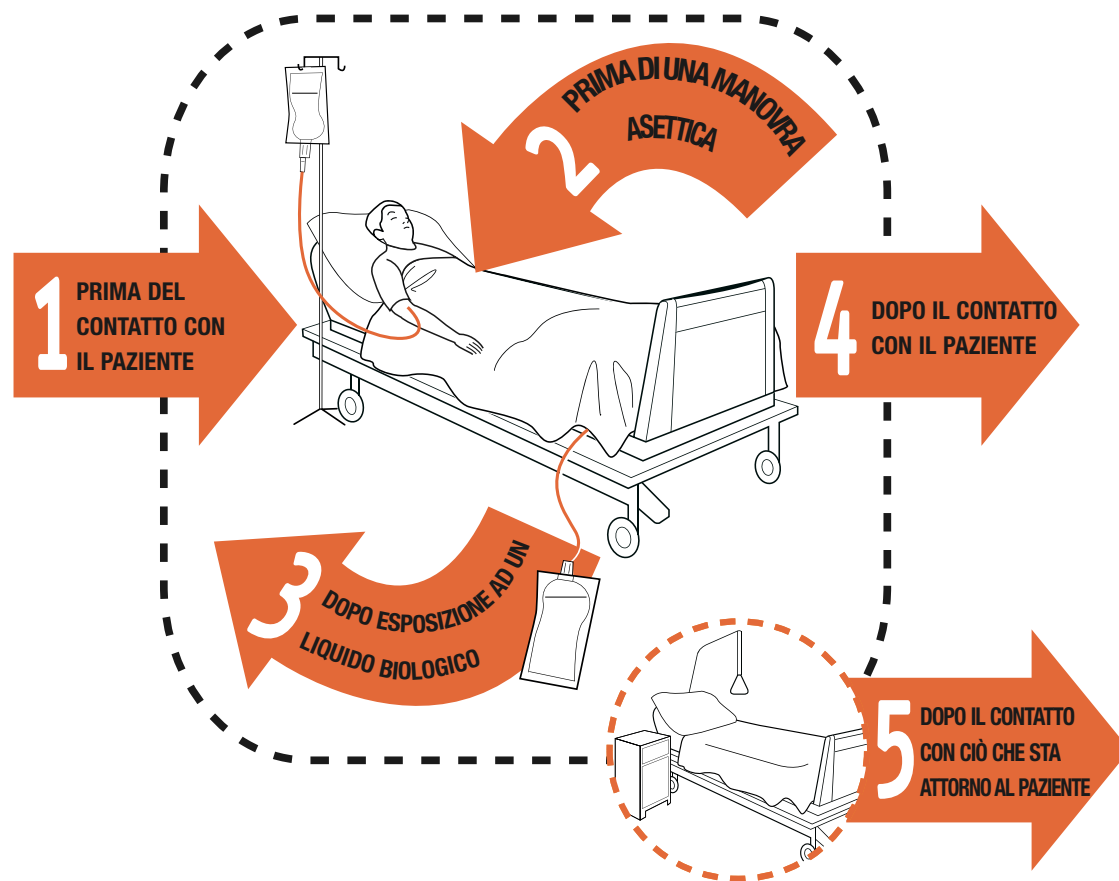 1
PRIMA DEL
CONTATTO CON
IL PAZIENTE
2
PRIMA DI UNA MANOVRA
ASETTICA
3
DOPO ESPOSIZIONE AD UN
LIQUIDO BIOLOGICO
4
DOPO IL CONTATTO
CON IL PAZIENTE
5
DOPO IL CONTATTO
CON CIÒ CHE STA
ATTORNO AL PAZIENTE